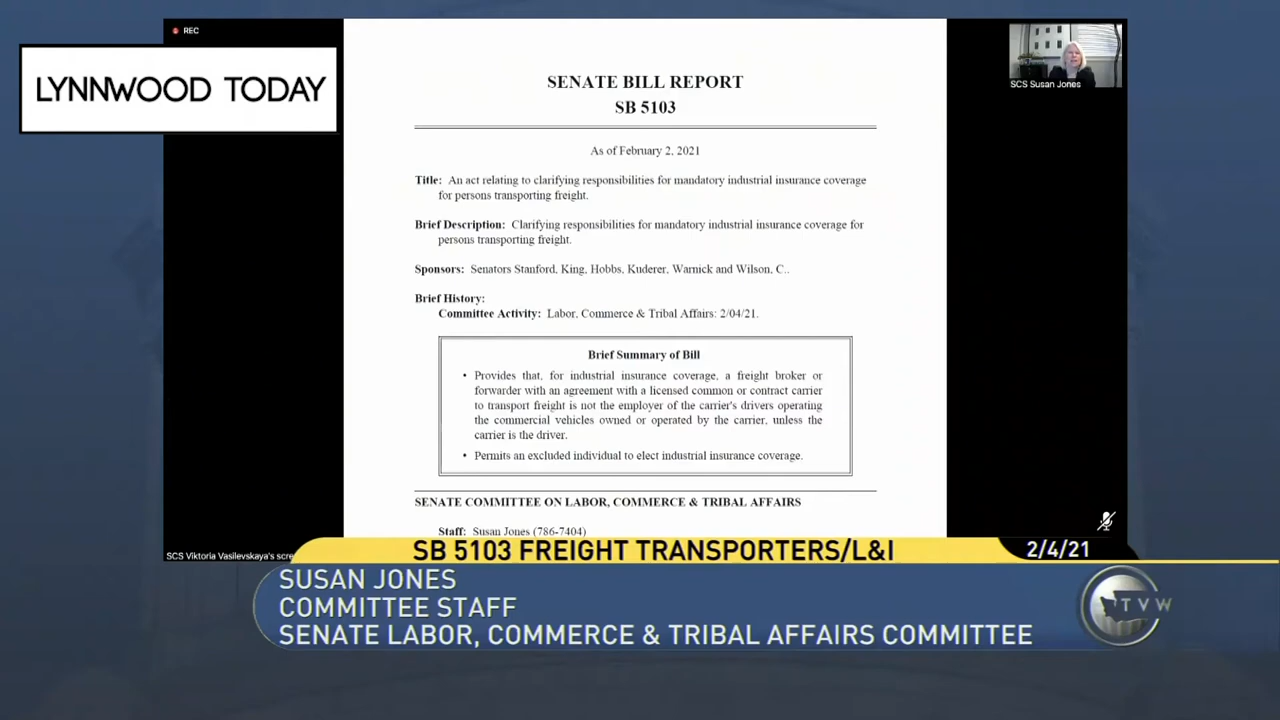 REC
LYNNWOOD TODAY
SCS Susan Jones
SENATE BILL REPORT
SB 5103
As of February 2, 2021
Title: An act relating to clarifying responsibilities for mandatory industrial insurance coverage
for persons transporting freight.
Brief Description: Clarifying responsibilities for mandatory industrial insurance coverage for
persons transporting freight.
Sponsors: Senators Stanford, King, Hobbs, Kuderer, Warnick and Wilson, C..
Brief History:
Committee Activity: Labor, Commerce & Tribal Affairs: 2/04/21.
Brief Summary of Bill
• Provides that, for industrial insurance coverage, a freight broker or
forwarder with an agreement with a licensed common or contract carrier
to transport freight is not the employer of the carrier's drivers operating
the commercial vehicles owned or operated by the carrier, unless the
carrier is the driver.
• Permits an excluded individual to elect industrial insurance coverage.
SENATE COMMITTEE ON LABOR, COMMERCE & TRIBAL AFFAIRS
Staff: Susan Jones (786-7404)
SCS Viktoria Vasilevskaya's
SB 5103 FREIGHT TRANSPORTERS/L&I
2/4/21
SUSAN JONES
COMMITTEE STAFF
SENATE LABOR, COMMERCE & TRIBAL AFFAIRS COMMITTEE
TVW